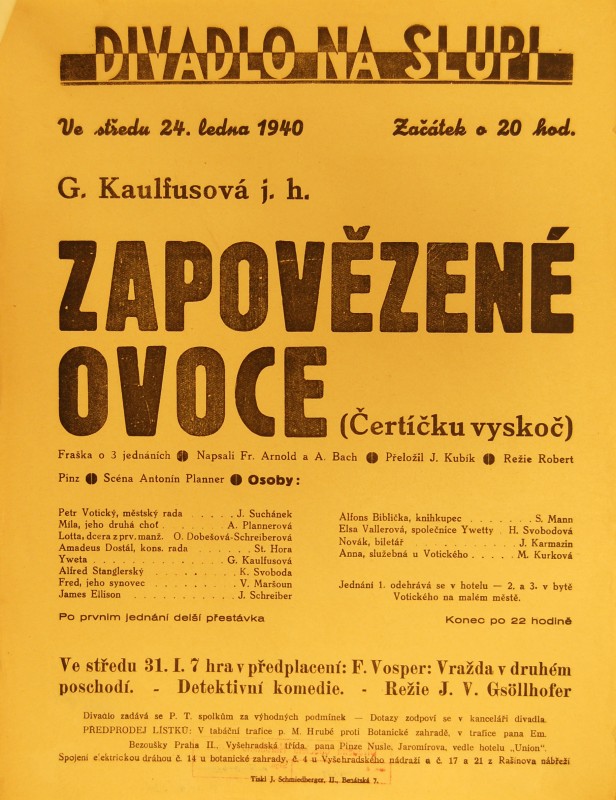 DIVADLO NA SLUPI
Ve středu 24. ledna 1940 Začátek o 20 hod.
G. Kaulfusová j. h.
ZAPOVĚZENÉ
OVOCE (Čertíčku vyskoč)
Fraška o 3 jednáních ● Napsali Fr. Arnold a A. Bach ● Přeložil J. Kubík ● Režie Robert
Pinz ● Scéna Antonín Planner ● Osoby:
Petr Votický, městský rada . . . . . J. Suchánek
Míla, jeho druhá choť . . . . . A. Plannerová
Lotta, dcera z prv. manž. O. Dobešová-Schreiberová
Amadeus Dostál, kons. rada . . . . . St. Hora
Yweta . . . . . G. Kaulfusová
Alfred Stanglerský . . . . . K. Svoboda
Fred, jeho synovec . . . . . V. Maršoun
James Ellison . . . . . J. Schreiber
Alfons Biblička, knihkupec . . . . . S. Mann
Elsa Vallerová, společnice Ywetty . H. Svobodová
Novák, biletář . . . . . J. Karmazin
Anna, služebná u Votického . . . . . M. Kurková
Jednání 1. odehrává se v hotelu — 2. a 3. v bytě
Votického na malém městě.
Po prvním jednání delší přestávka Konec po 22 hodině
Ve středu 31. I. 7 hra v předplacení: F. Vosper: Vražda v druhém
poschodí. - Detektivní komedie. - Režie J. V. Gsöllhofer
Divadlo zadává se P. T. spolkům za výhodných podmínek — Dotazy zodpoví se v kanceláři divadla.
PŘEDPRODEJ LÍSTKŮ: V tabáční trafice p. M. Hrubé proti Botanické zahradě, v trafice pana Em.
Bezoušky Praha II., Vyšehradská třída, pana Pinze Nusle, Jaromírova, vedle hotelu „Union".
Spojení elektrickou dráhou č. 14 u botanické zahrady, č. 4 u Vyšehradského nádraží a č. 17 a 21 z Rašínova nábřeží
Tiskl J. Schmiedberger, II., Benátská 7.